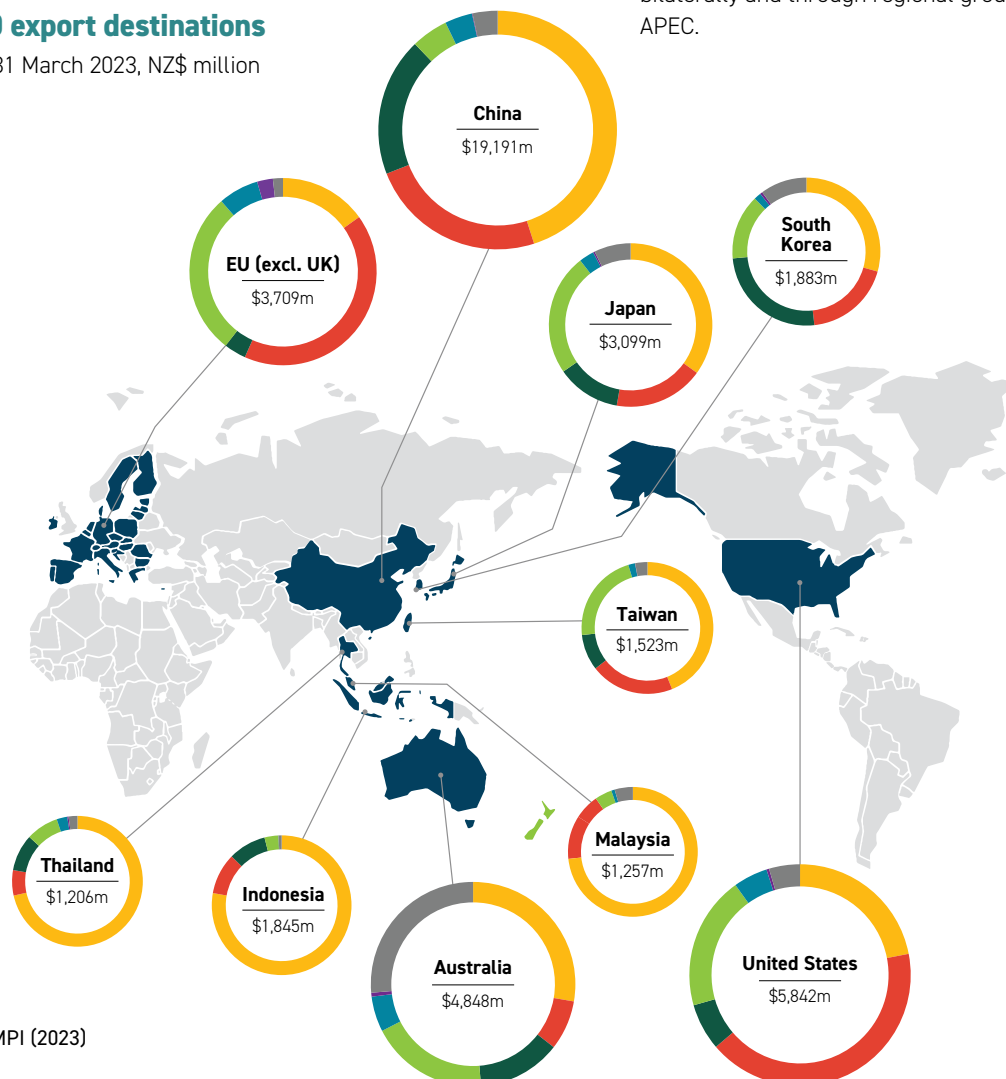 export destinations
31 March 2023, NZ$ million
APEC.
China
$19,191m
EU (excl. UK)
$3,709m
Japan
$3,099m
South
Korea
$1,883m
Taiwan
$1,523m
Malaysia
$1,257m
Thailand
$1,206m
Indonesia
$1,845m
Australia
$4,848m
United States
$5,842m
MPI (2023)